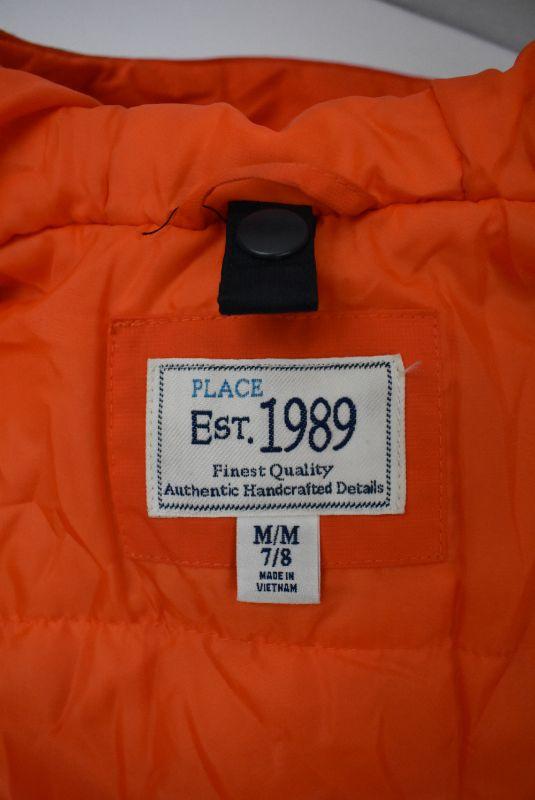 PLACE
EST. 1989
Finest Quality
Authentic Handcrafted Details
M/M
7/8
MADE IN
VIETNAM